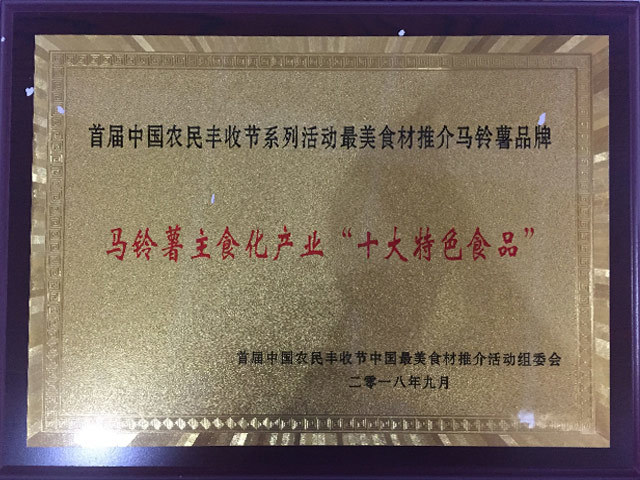 首届中国农民丰收节系列活动最美食材推介马铃薯品牌
马铃薯主食化产业“十大特色食品”
首届中国农民丰收节中国最美食材推介活动组委会
二零一八年九月